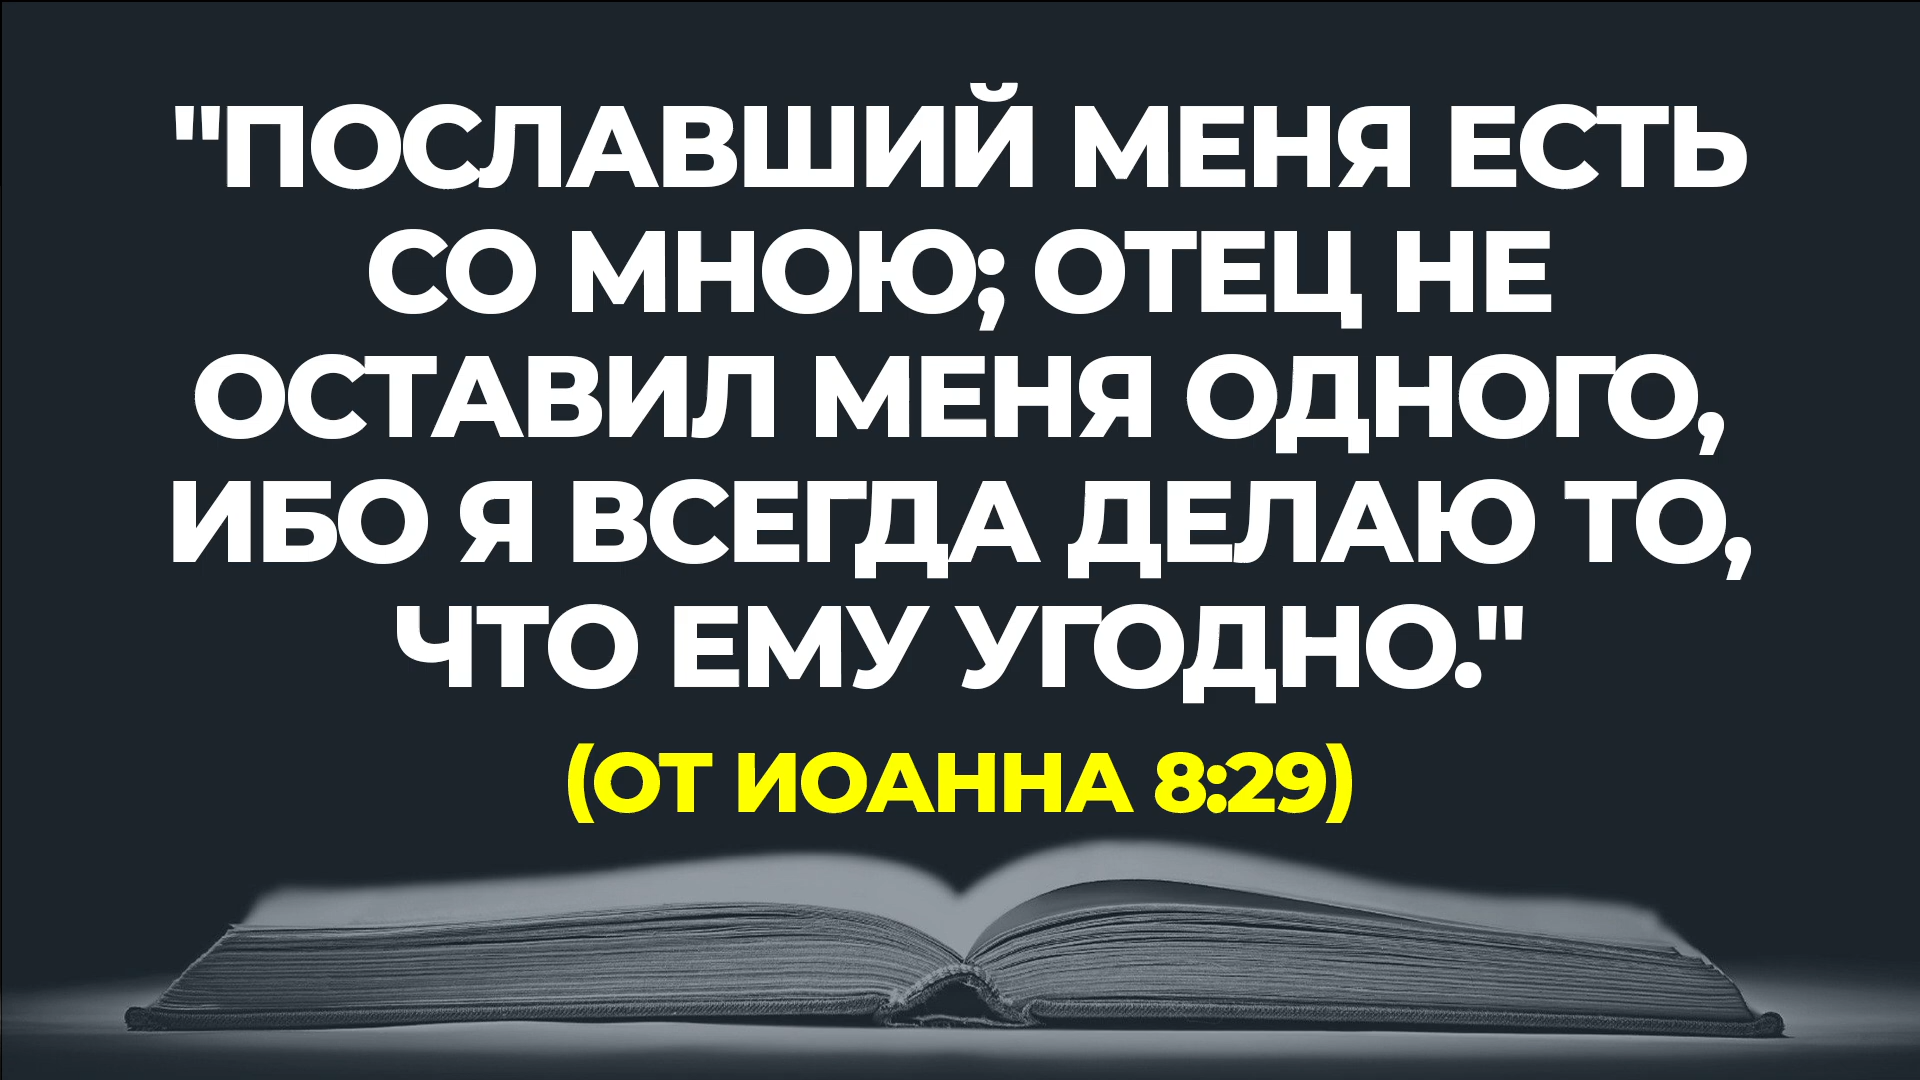 "ПОСЛАВШИЙ МЕНЯ ЕСТЬ
СО МНОЮ; ОТЕЦ НЕ
ОСТАВИЛ МЕНЯ ОДНОГО,
ИБО Я ВСЕГДА ДЕЛАЮ ТО,
ЧТО ЕМУ УГОДНО."
(ОТ ИОАННА 8:29)